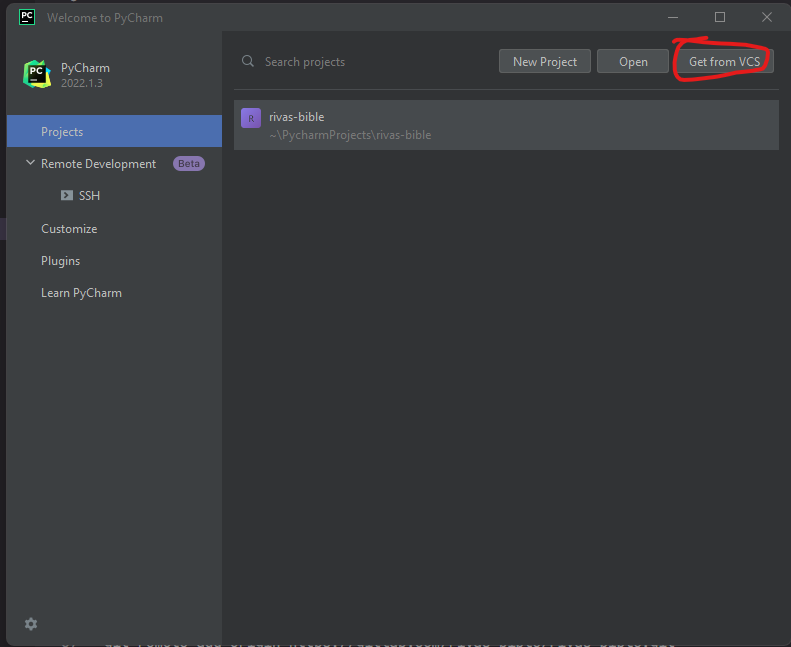 PC Welcome to PyCharm
PC PyCharm
2022.1.3
Search projects
New Project
Open
Get from VCS
Projects
Remote Development Beta
SSH
Customize
Plugins
Learn PyCharm
R rivas-bible
~\PycharmProjects\rivas-bible